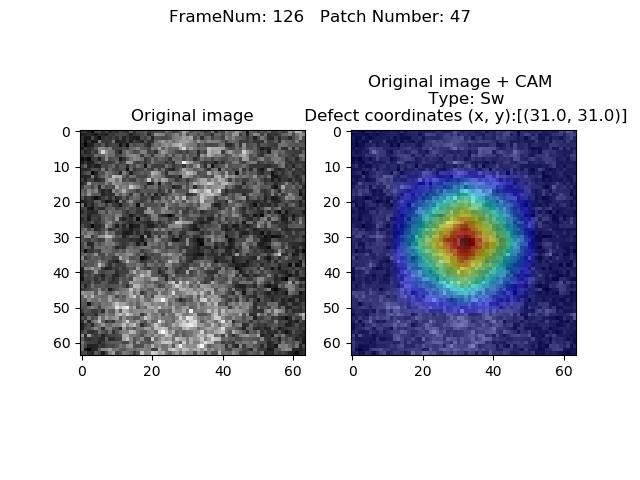 FrameNum: 126   Patch Number: 47
Original image
0
10
20
30
40
50
60
0 20 40 60
Original image + CAM
Type: Sw
Defect coordinates (x, y):[(31.0, 31.0)]
0
10
20
30
40
50
60
0 20 40 60